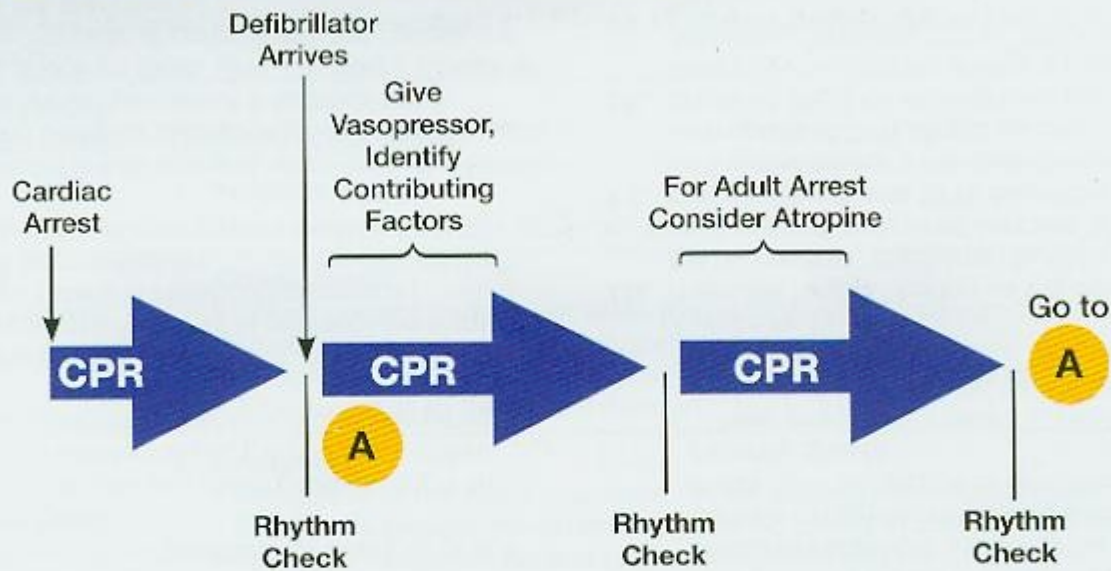 Defibrillator
Arrives
Give
Vasopressor,
Identify
Contributing
Factors
Cardiac
Arrest
For Adult Arrest
Consider Atropine
Go to
A
CPR
CPR
CPR
A
Rhythm
Check
Rhythm
Check
Rhythm
Check